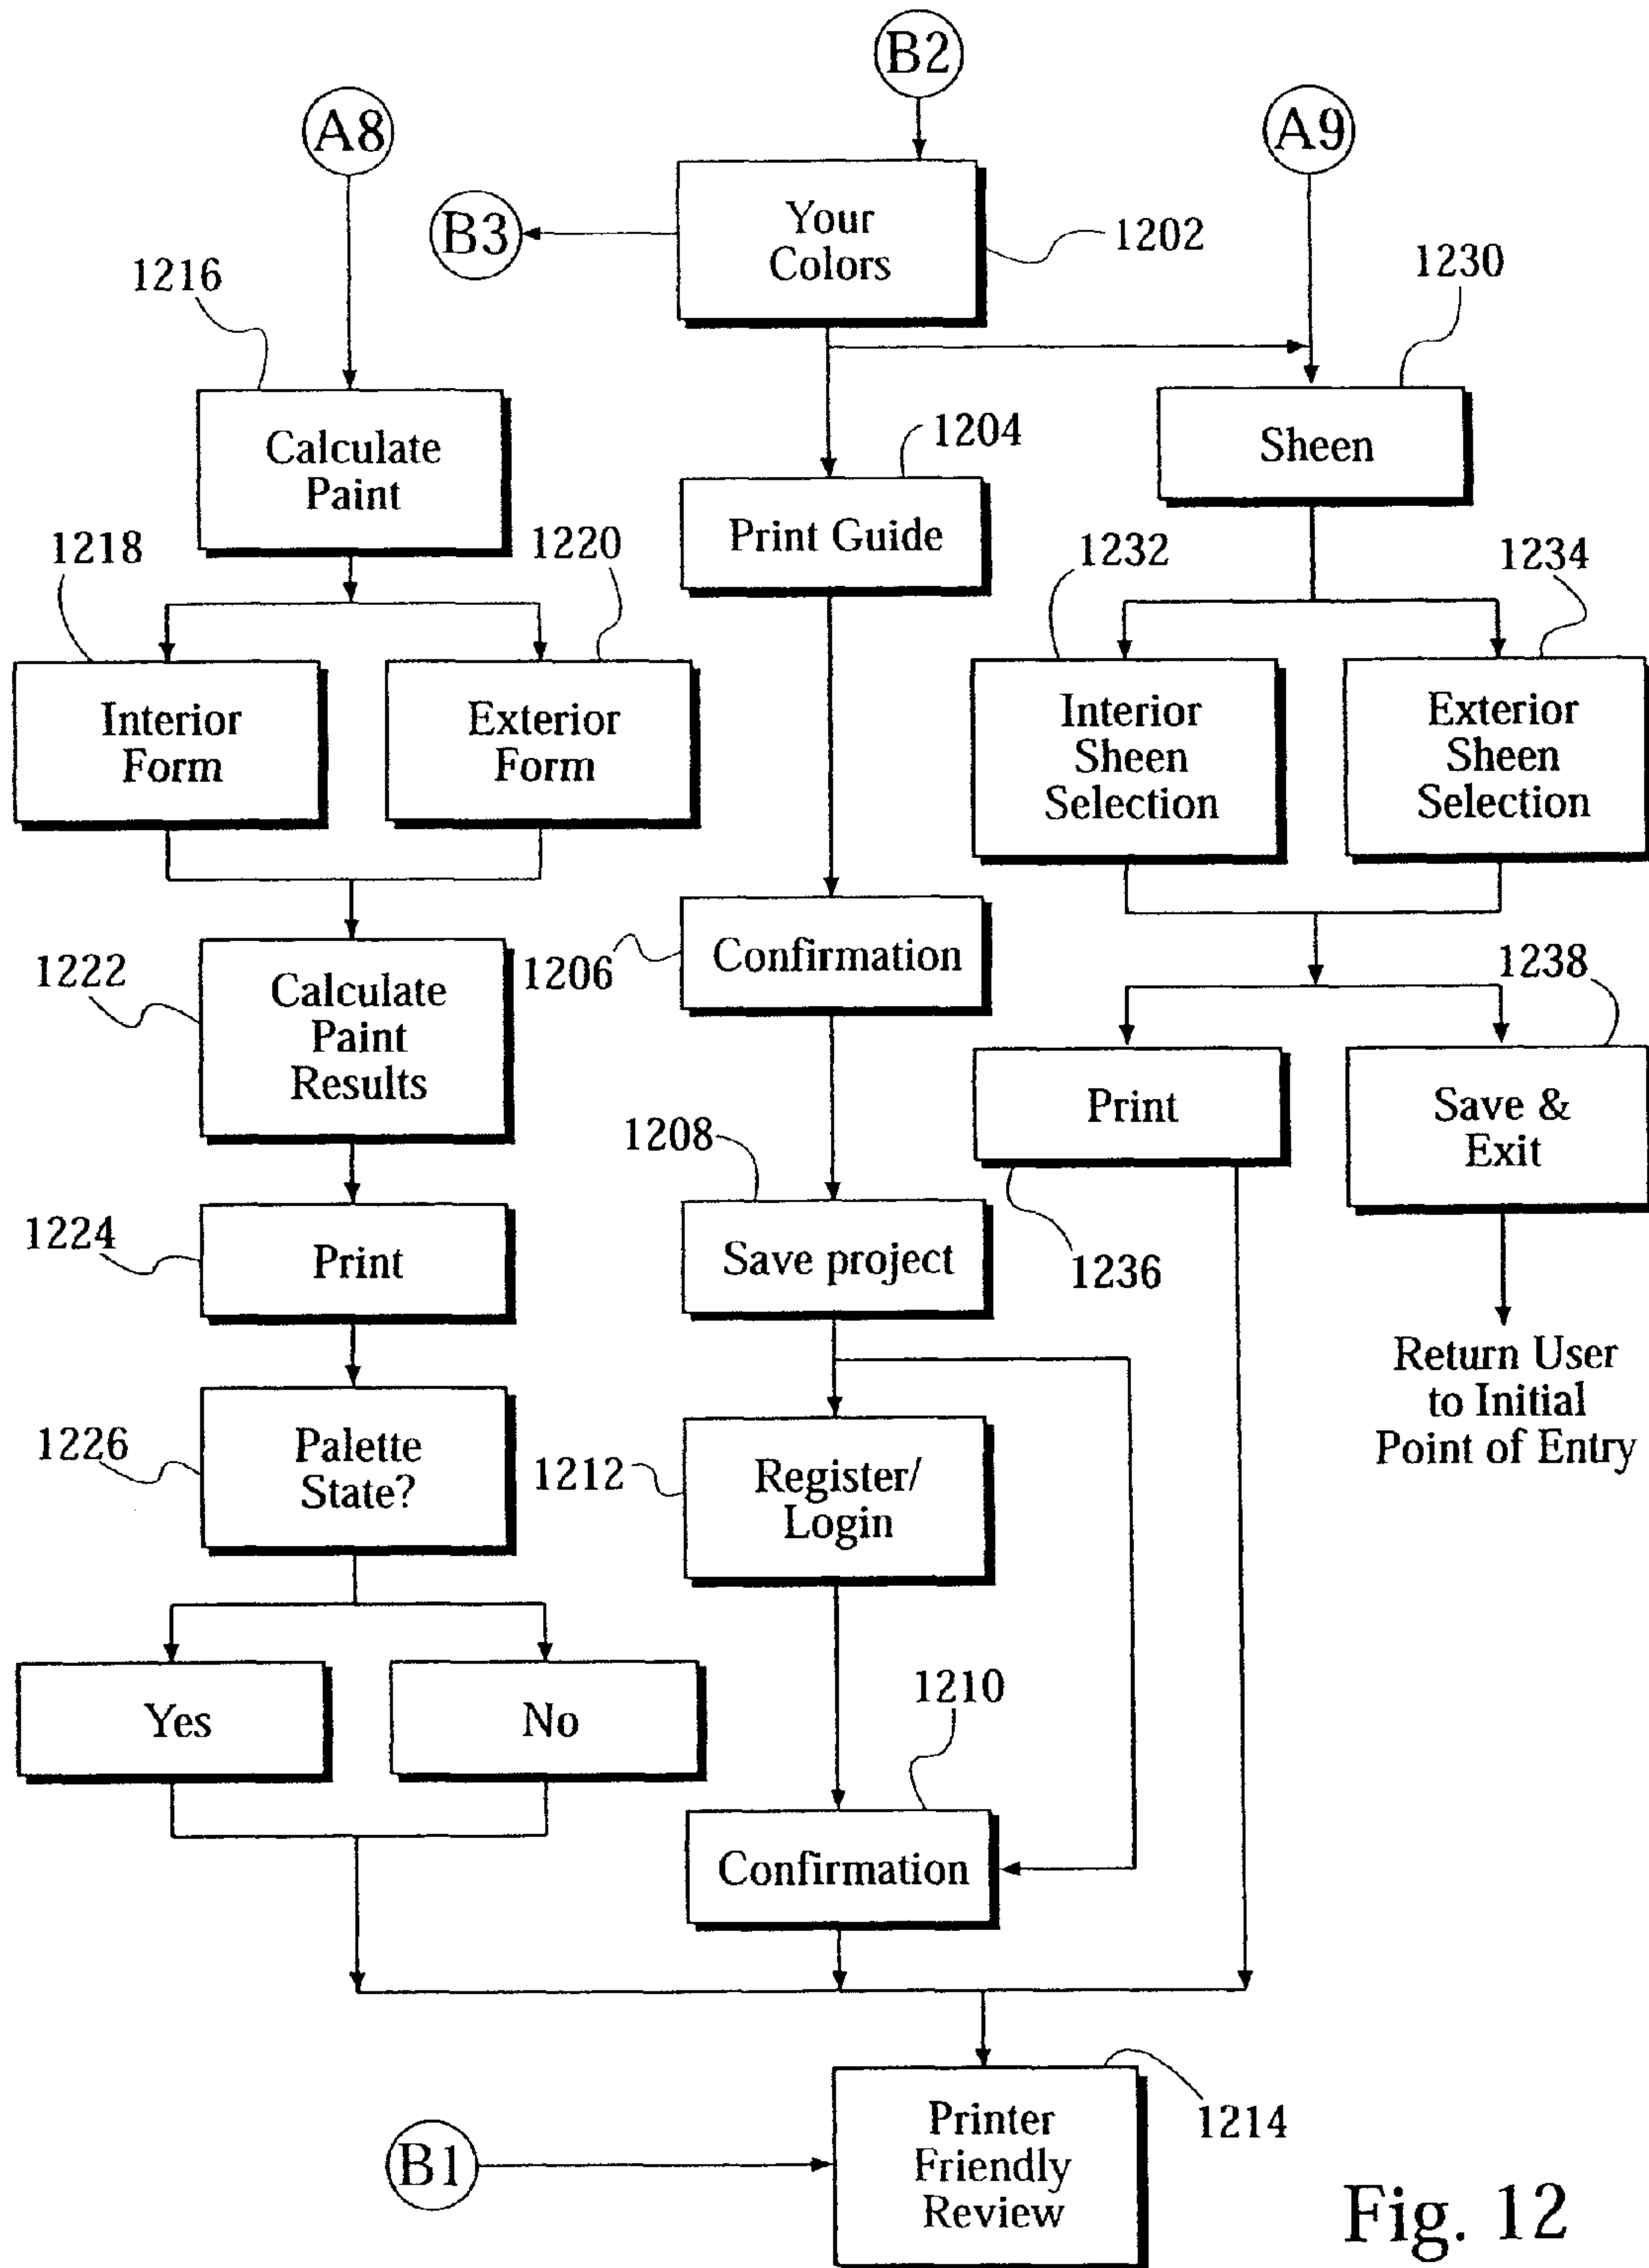 B2
A8
A9
B3
Your
Colors
1202
1216
1230
Calculate
Paint
1204
Print Guide
Sheen
1218
1220
1232
1234
Interior
Form
Exterior
Form
Interior
Sheen
Selection
Exterior
Sheen
Selection
1222
Calculate
Paint
Results
1206
Confirmation
1238
Print
Save &
Exit
1208
1224
Print
Save project
1236
Return User
to Initial
Point of Entry
1226
Palette
State?
1212
Register/
Login
Yes
No
1210
Confirmation
B1
Printer
Friendly
Review
1214
Fig. 12